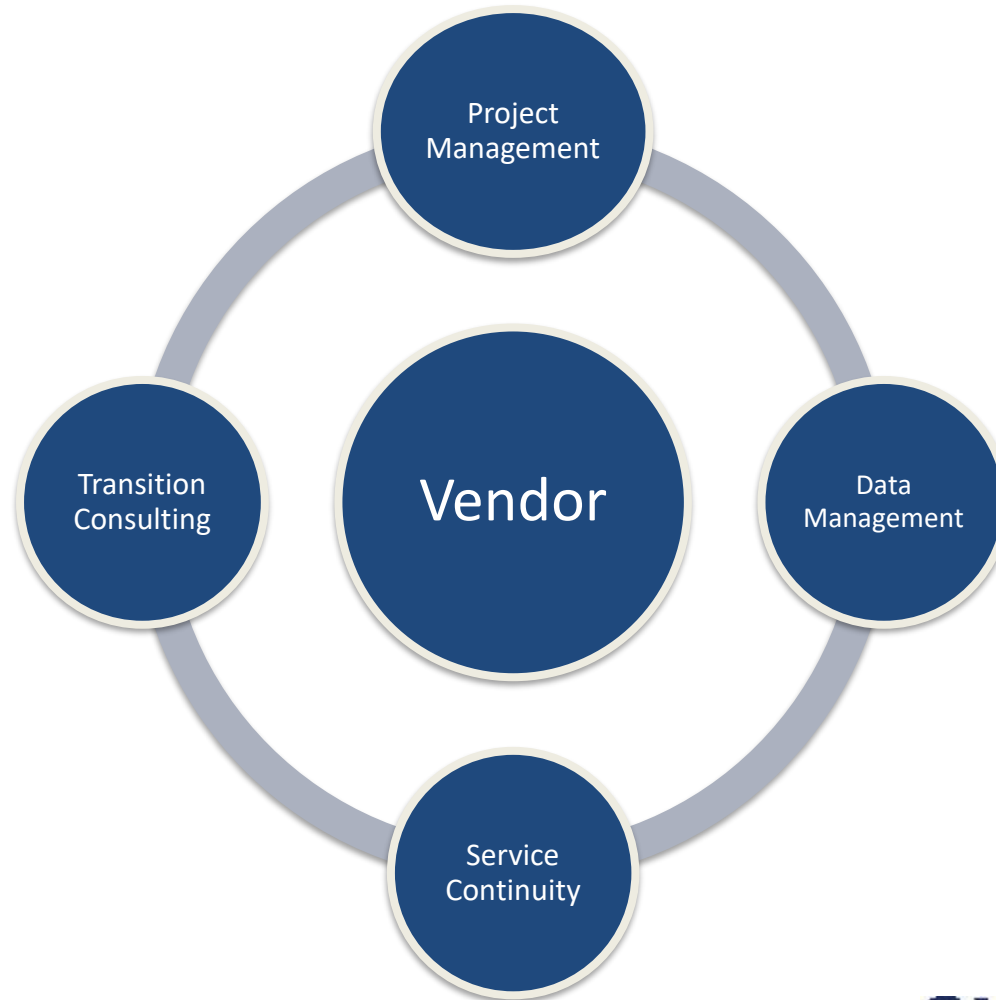 Project
Management
Transition
Consulting
Vendor
Data
Management
Service
Continuity